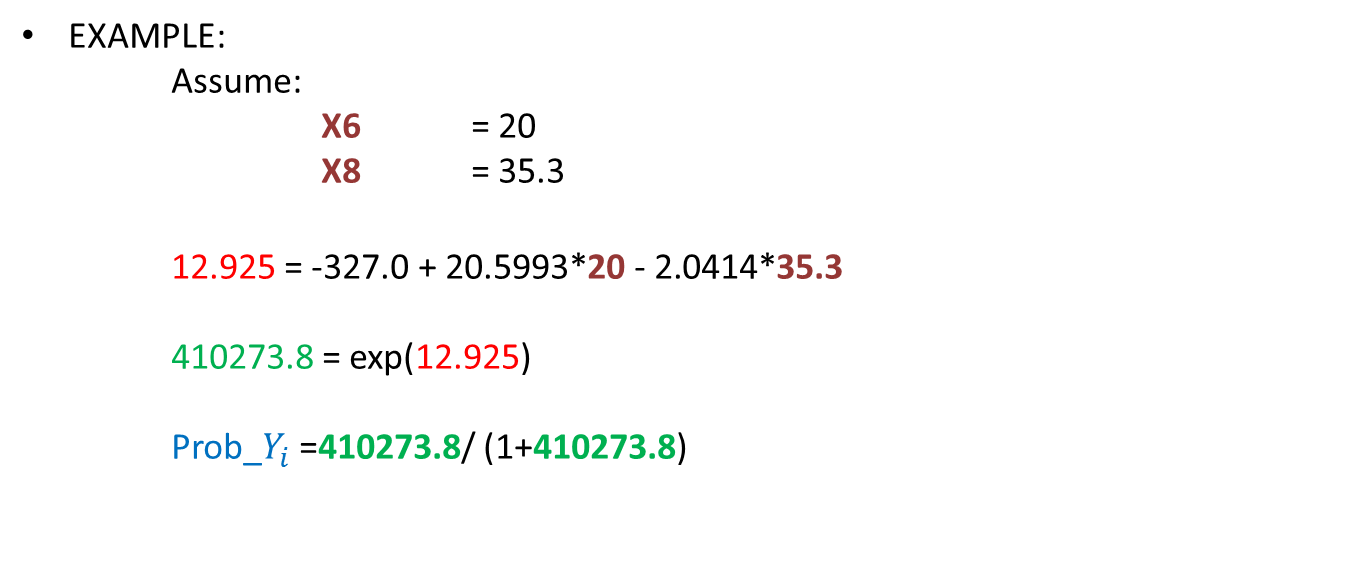 • EXAMPLE:
Assume:
X6 = 20
X8 = 35.3
12.925 = -327.0 + 20.5993*20 - 2.0414*35.3
410273.8 = exp(12.925)
Prob_Yᵢ =410273.8/ (1+410273.8)